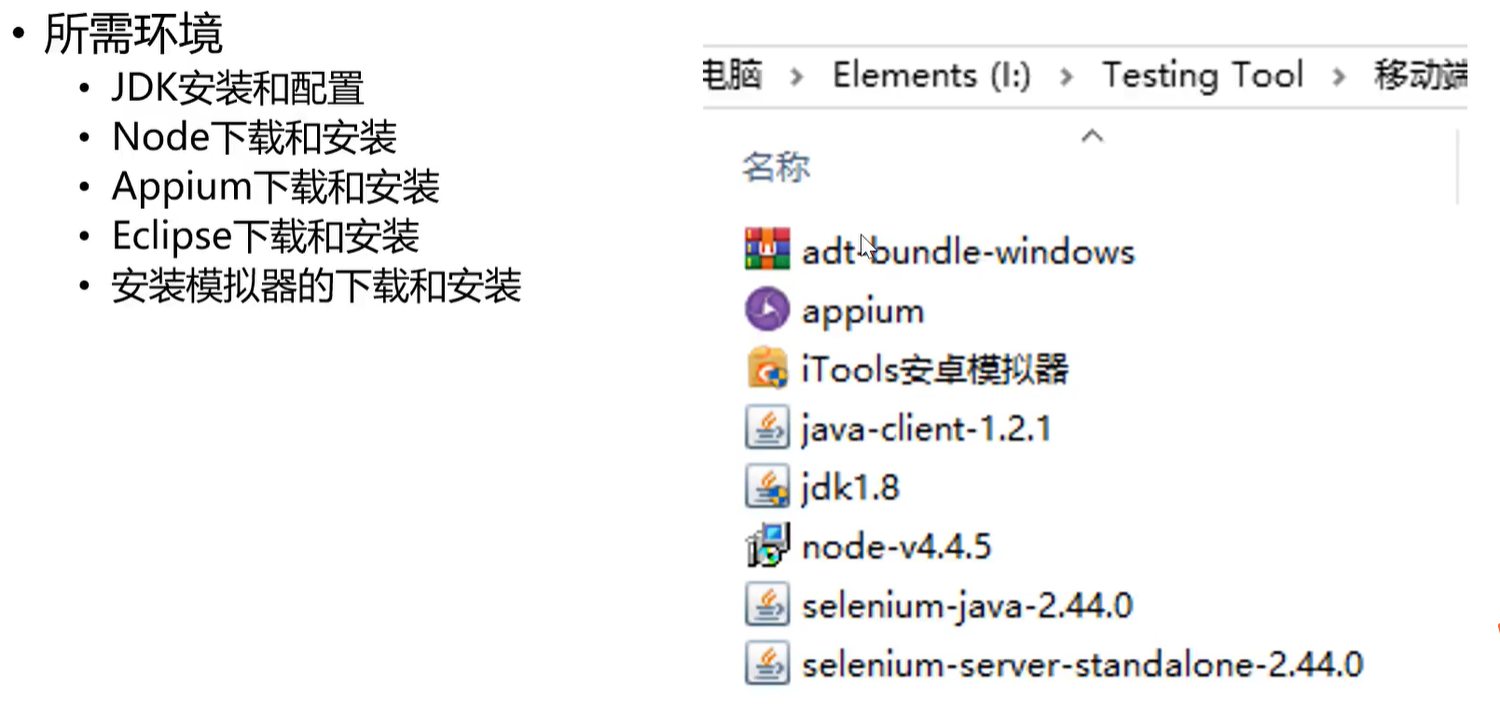 • 所需环境
• JDK安装和配置
• Node下载和安装
• Appium下载和安装
• Eclipse下载和安装
• 安装模拟器的下载和安装
电脑 > Elements (I:) > Testing Tool > 移动端
名称
adt-bundle-windows
appium
iTools安卓模拟器
java-client-1.2.1
jdk1.8
node-v4.4.5
selenium-java-2.44.0
selenium-server-standalone-2.44.0